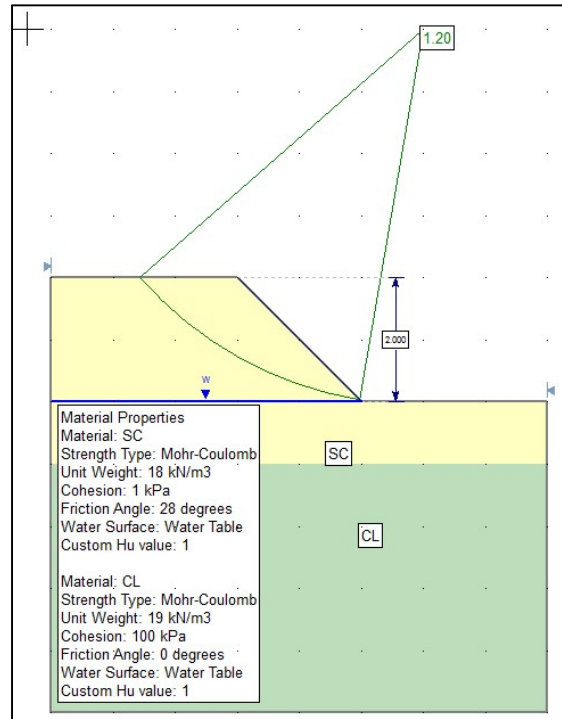 1.20
2.000
W
Material Properties
Material: SC
Strength Type: Mohr-Coulomb
Unit Weight: 18 kN/m3
Cohesion: 1 kPa
Friction Angle: 28 degrees
Water Surface: Water Table
Custom Hu value: 1
Material: CL
Strength Type: Mohr-Coulomb
Unit Weight: 19 kN/m3
Cohesion: 100 kPa
Friction Angle: 0 degrees
Water Surface: Water Table
Custom Hu value: 1
SC
CL